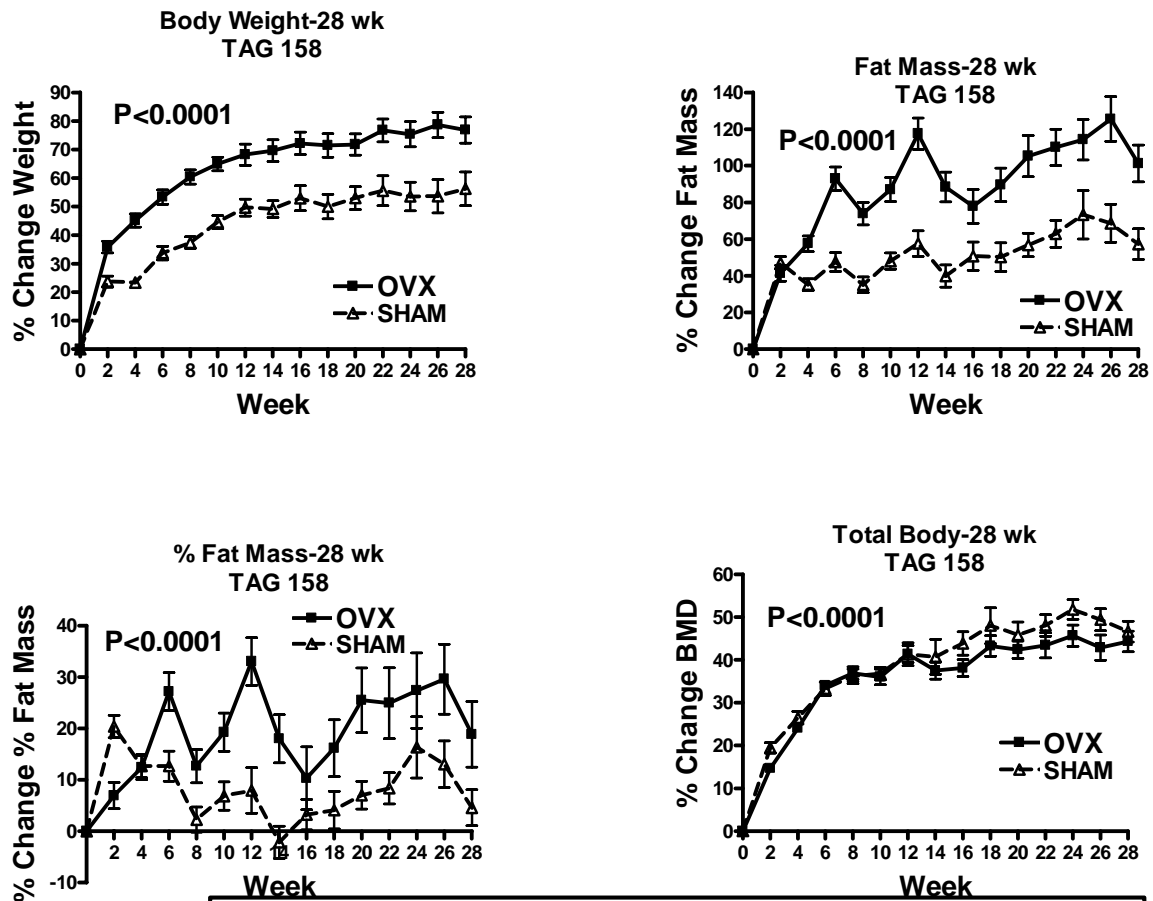 Body Weight-28 wk
TAG 158
% Change Weight
90
80
70
60
50
40
30
20
10
0
P<0.0001
OVX
SHAM
0 2 4 6 8 10 12 14 16 18 20 22 24 26 28
Week
Fat Mass-28 wk
TAG 158
% Change Fat Mass
140
120
100
80
60
40
20
0
P<0.0001
OVX
SHAM
0 2 4 6 8 10 12 14 16 18 20 22 24 26 28
Week
% Fat Mass-28 wk
TAG 158
% Change % Fat Mass
40
30
20
10
0
-10
P<0.0001
OVX
SHAM
2 4 6 8 10 12 14 16 18 20 22 24 26 28
Week
Total Body-28 wk
TAG 158
% Change BMD
60
50
40
30
20
10
0
P<0.0001
OVX
SHAM
0 2 4 6 8 10 12 14 16 18 20 22 24 26 28
Week